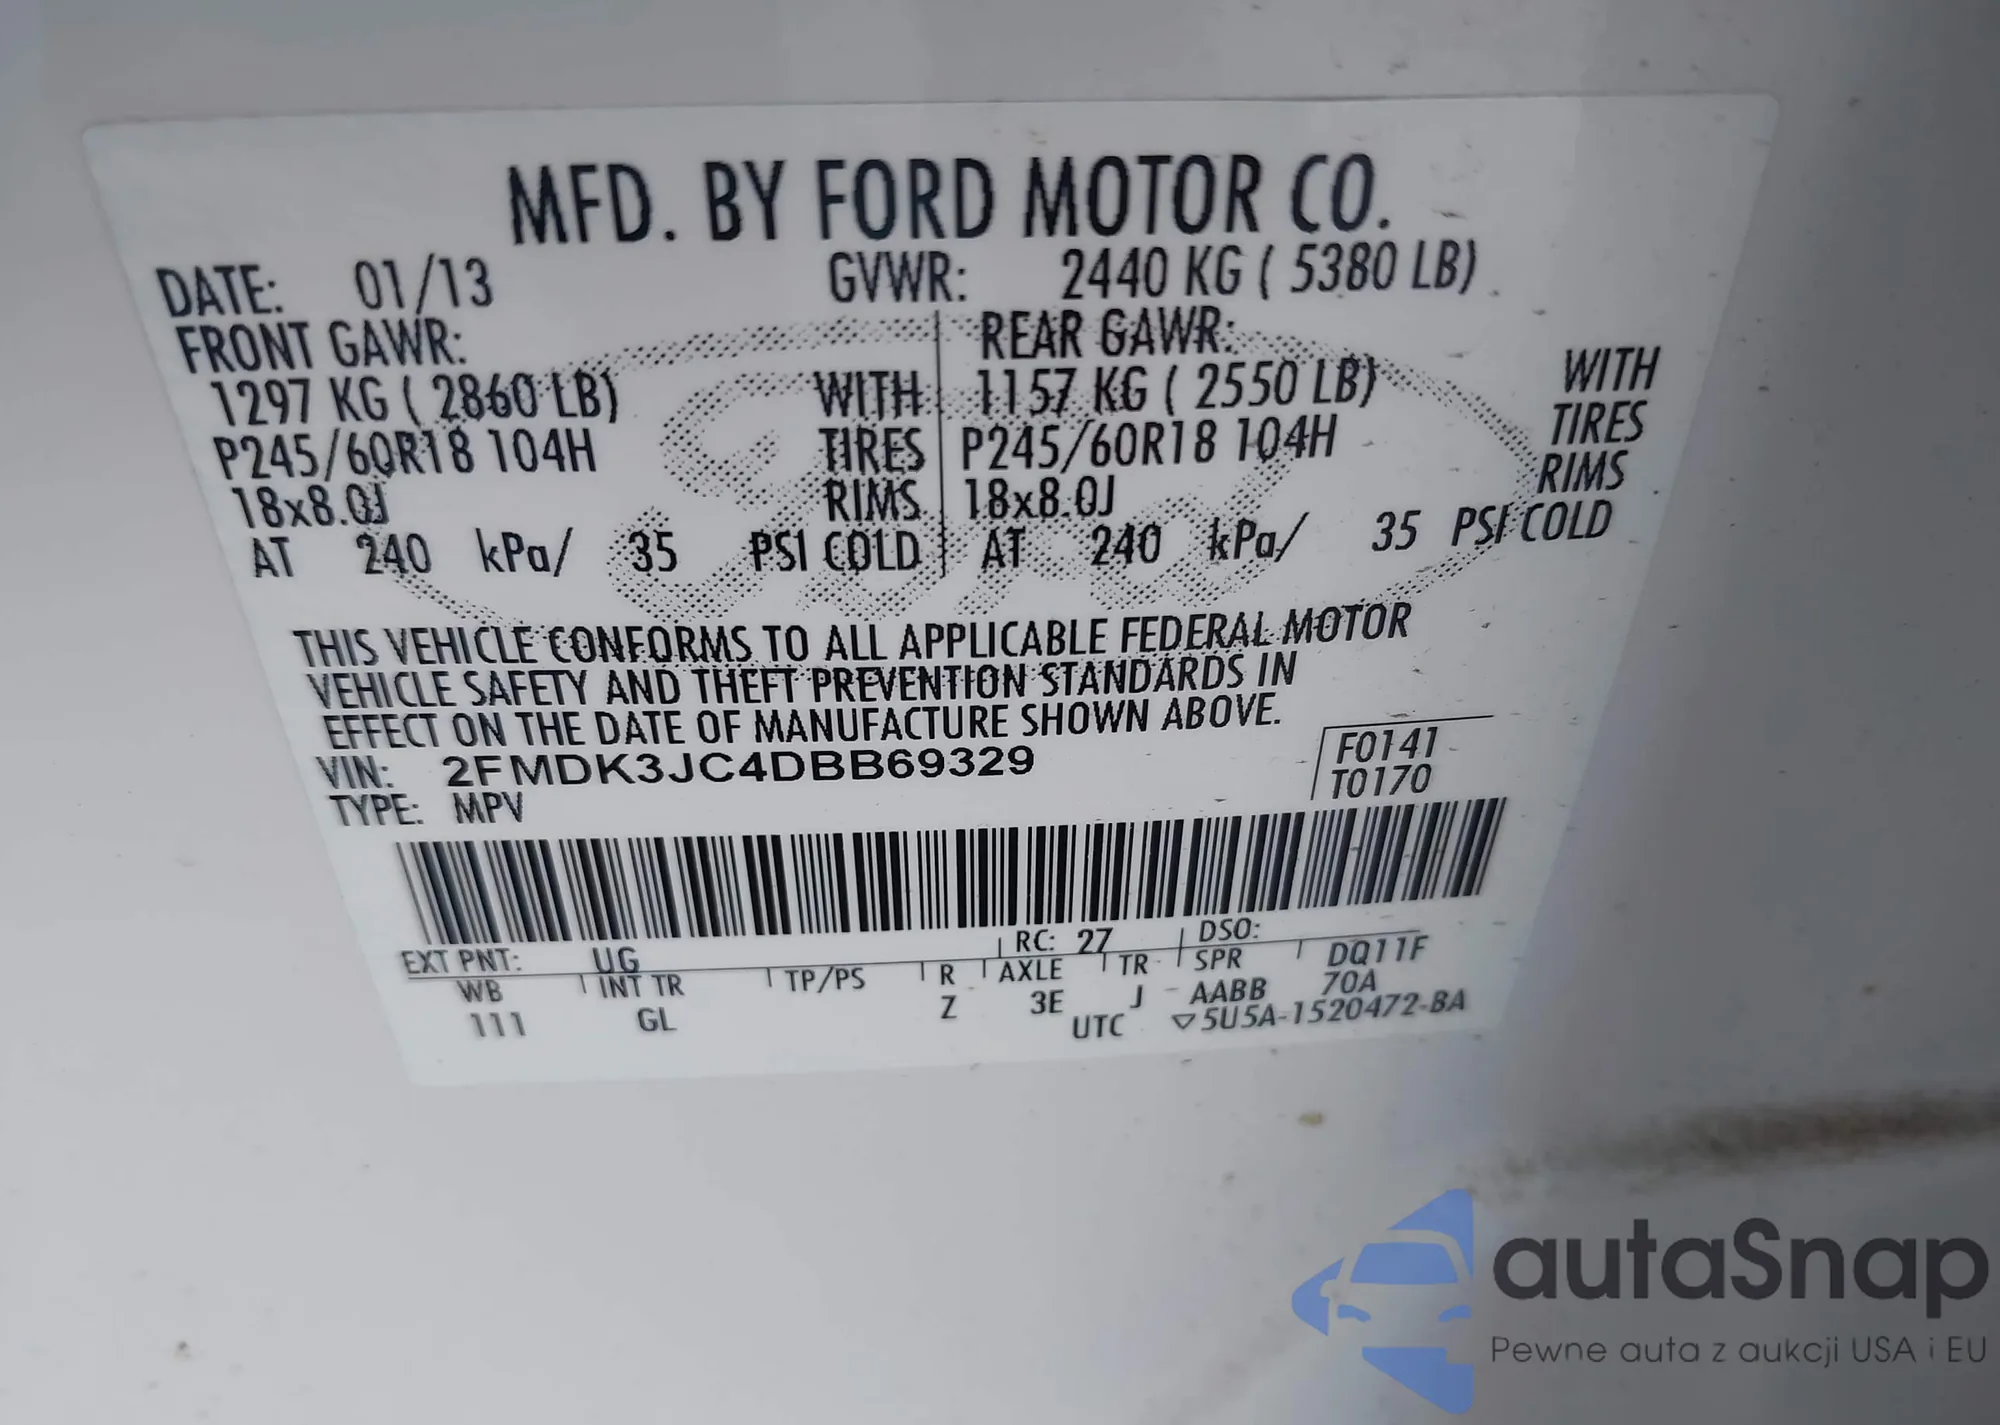 MFD. BY FORD MOTOR CO.
DATE: 01/13 GVWR: 2440 KG ( 5380 LB)
FRONT GAWR: REAR GAWR:
1297 KG ( 2860 LB) WITH 1157 KG ( 2550 LB) WITH
P245/60R18 104H TIRES P245/60R18 104H TIRES
18x8.0J RIMS 18x8.0J RIMS
AT 240 kPa/ 35 PSI COLD AT 240 kPa/ 35 PSI COLD
THIS VEHICLE CONFORMS TO ALL APPLICABLE FEDERAL MOTOR
VEHICLE SAFETY AND THEFT PREVENTION STANDARDS IN
EFFECT ON THE DATE OF MANUFACTURE SHOWN ABOVE.
VIN: 2FMDK3JC4DBB69329 F0141
TYPE: MPV T0170
EXT PNT: UG RC: 27 DSO:
WB INT TR TP/PS R AXLE TR SPR DQ11F
111 GL Z 3E J AABB 70A
UTC ▽5U5A-1520472-BA
autaSnap
Pewne auta z aukcji USA i EU